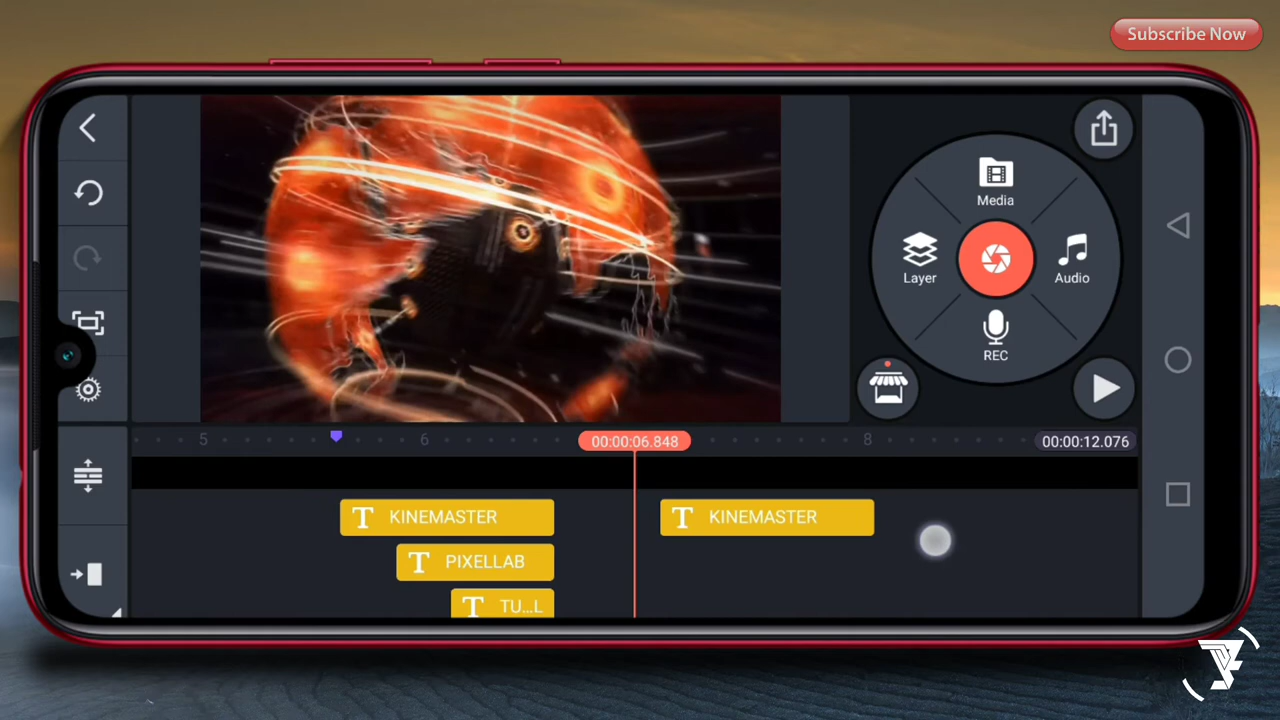 Subscribe Now
Media
Layer
Audio
REC
5
6
00:00:06.848
8
00:00:12.076
T KINEMASTER
T KINEMASTER
T PIXELLAB
T TU...L